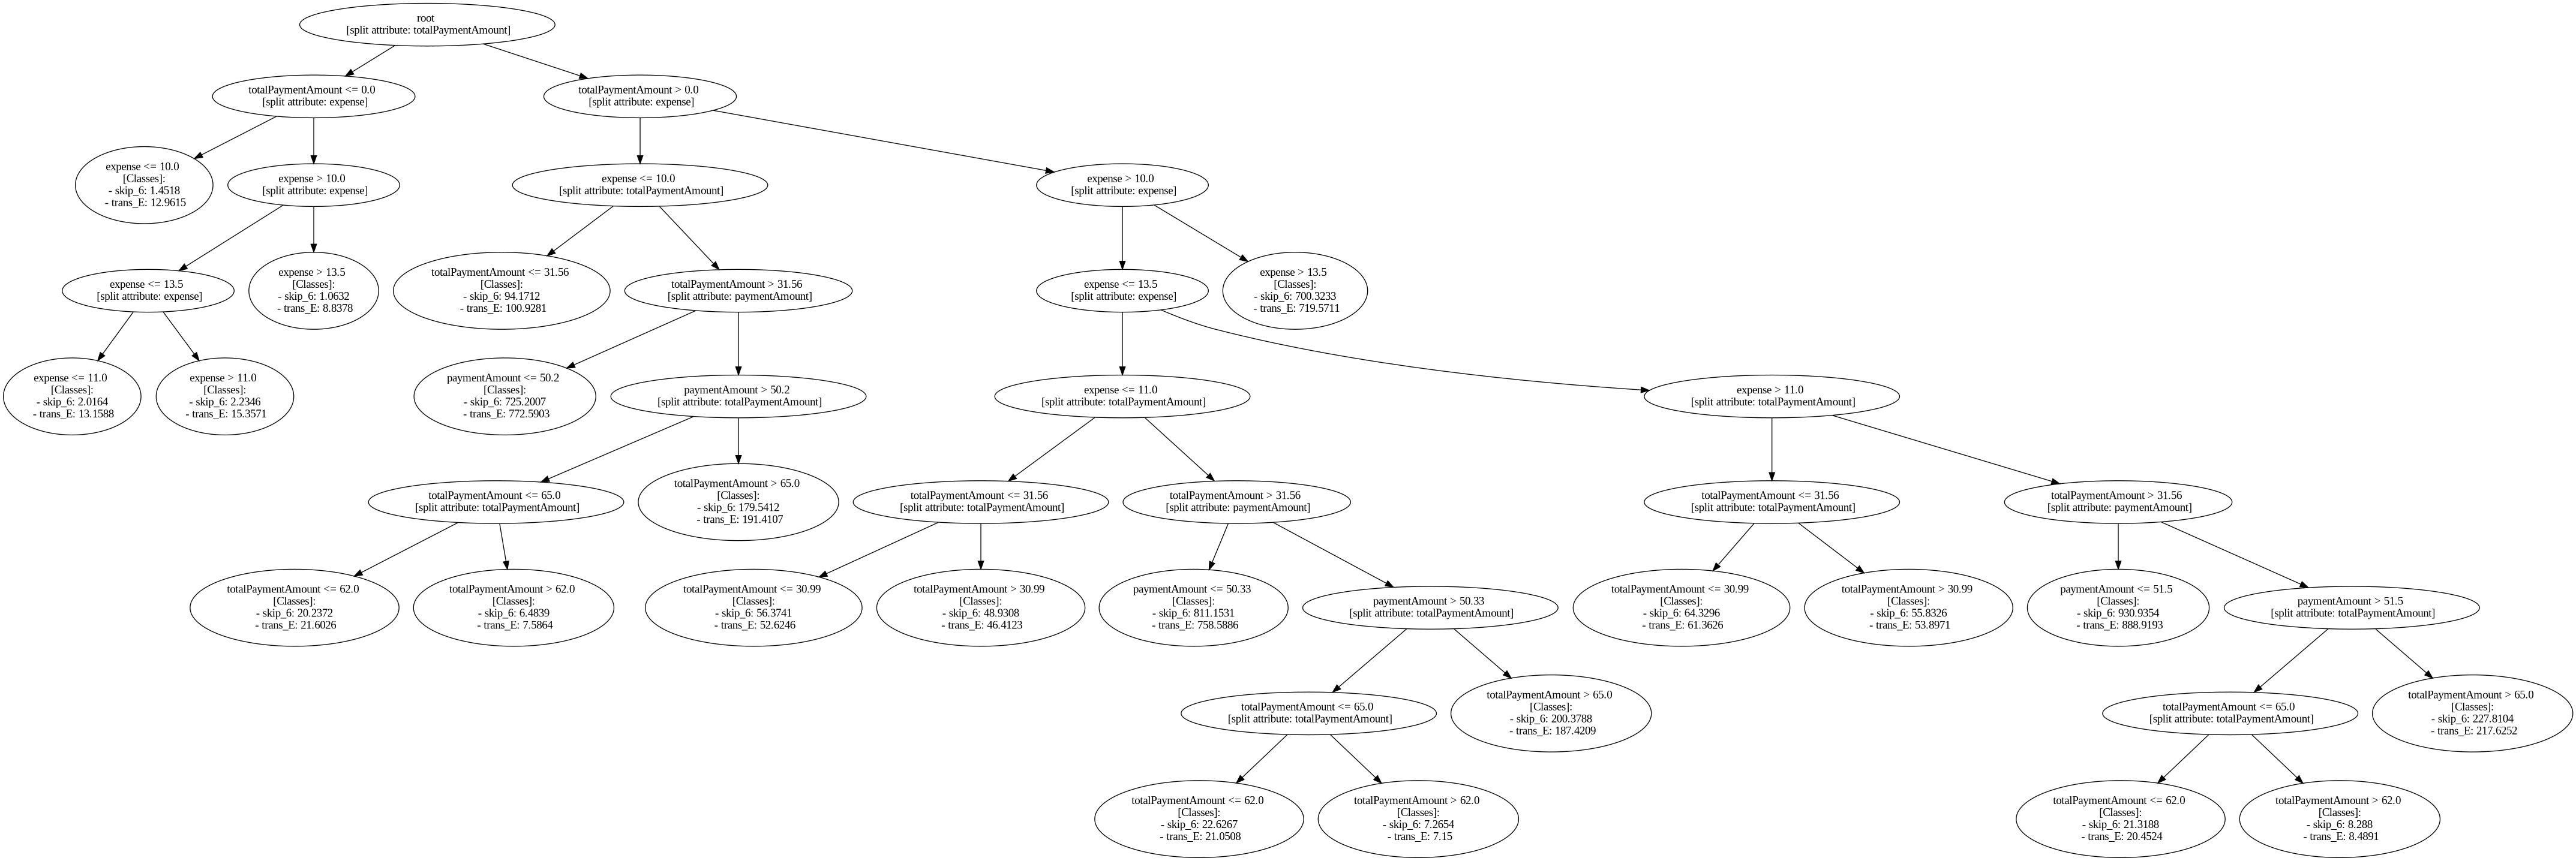 root
[split attribute: totalPaymentAmount]
totalPaymentAmount <= 0.0
[split attribute: expense]
totalPaymentAmount > 0.0
[split attribute: expense]
expense <= 10.0
[Classes]:
- skip_6: 1.4518
- trans_E: 12.9615
expense > 10.0
[split attribute: expense]
expense <= 10.0
[split attribute: totalPaymentAmount]
expense > 10.0
[split attribute: expense]
expense <= 13.5
[split attribute: expense]
expense > 13.5
[Classes]:
- skip_6: 1.0632
- trans_E: 8.8378
totalPaymentAmount <= 31.56
[Classes]:
- skip_6: 94.1712
- trans_E: 100.9281
totalPaymentAmount > 31.56
[split attribute: paymentAmount]
expense <= 13.5
[split attribute: expense]
expense > 13.5
[Classes]:
- skip_6: 700.3233
- trans_E: 719.5711
expense <= 11.0
[Classes]:
- skip_6: 2.0164
- trans_E: 13.1588
expense > 11.0
[Classes]:
- skip_6: 2.2346
- trans_E: 15.3571
paymentAmount <= 50.2
[Classes]:
- skip_6: 725.2007
- trans_E: 772.5903
paymentAmount > 50.2
[split attribute: totalPaymentAmount]
expense <= 11.0
[split attribute: totalPaymentAmount]
expense > 11.0
[split attribute: totalPaymentAmount]
totalPaymentAmount <= 65.0
[split attribute: totalPaymentAmount]
totalPaymentAmount > 65.0
[Classes]:
- skip_6: 179.5412
- trans_E: 191.4107
totalPaymentAmount <= 31.56
[split attribute: totalPaymentAmount]
totalPaymentAmount > 31.56
[split attribute: paymentAmount]
totalPaymentAmount <= 31.56
[split attribute: totalPaymentAmount]
totalPaymentAmount > 31.56
[split attribute: paymentAmount]
totalPaymentAmount <= 62.0
[Classes]:
- skip_6: 20.2372
- trans_E: 21.6026
totalPaymentAmount > 62.0
[Classes]:
- skip_6: 6.4839
- trans_E: 7.5864
totalPaymentAmount <= 30.99
[Classes]:
- skip_6: 56.3741
- trans_E: 52.6246
totalPaymentAmount > 30.99
[Classes]:
- skip_6: 48.9308
- trans_E: 46.4123
paymentAmount <= 50.33
[Classes]:
- skip_6: 811.1531
- trans_E: 758.5886
paymentAmount > 50.33
[split attribute: totalPaymentAmount]
totalPaymentAmount <= 30.99
[Classes]:
- skip_6: 64.3296
- trans_E: 61.3626
totalPaymentAmount > 30.99
[Classes]:
- skip_6: 55.8326
- trans_E: 53.8971
paymentAmount <= 51.5
[Classes]:
- skip_6: 930.9354
- trans_E: 888.9193
paymentAmount > 51.5
[split attribute: totalPaymentAmount]
totalPaymentAmount <= 65.0
[split attribute: totalPaymentAmount]
totalPaymentAmount > 65.0
[Classes]:
- skip_6: 200.3788
- trans_E: 187.4209
totalPaymentAmount <= 65.0
[split attribute: totalPaymentAmount]
totalPaymentAmount > 65.0
[Classes]:
- skip_6: 227.8104
- trans_E: 217.6252
totalPaymentAmount <= 62.0
[Classes]:
- skip_6: 22.6267
- trans_E: 21.0508
totalPaymentAmount > 62.0
[Classes]:
- skip_6: 7.2654
- trans_E: 7.15
totalPaymentAmount <= 62.0
[Classes]:
- skip_6: 21.3188
- trans_E: 20.4524
totalPaymentAmount > 62.0
[Classes]:
- skip_6: 8.288
- trans_E: 8.4891